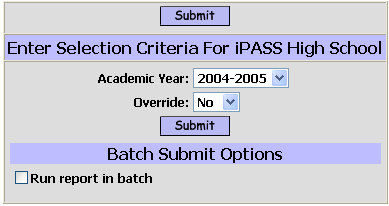 Submit
Enter Selection Criteria For iPASS High School
Academic Year: 2004-2005
Override: No
Submit
Batch Submit Options
Run report in batch